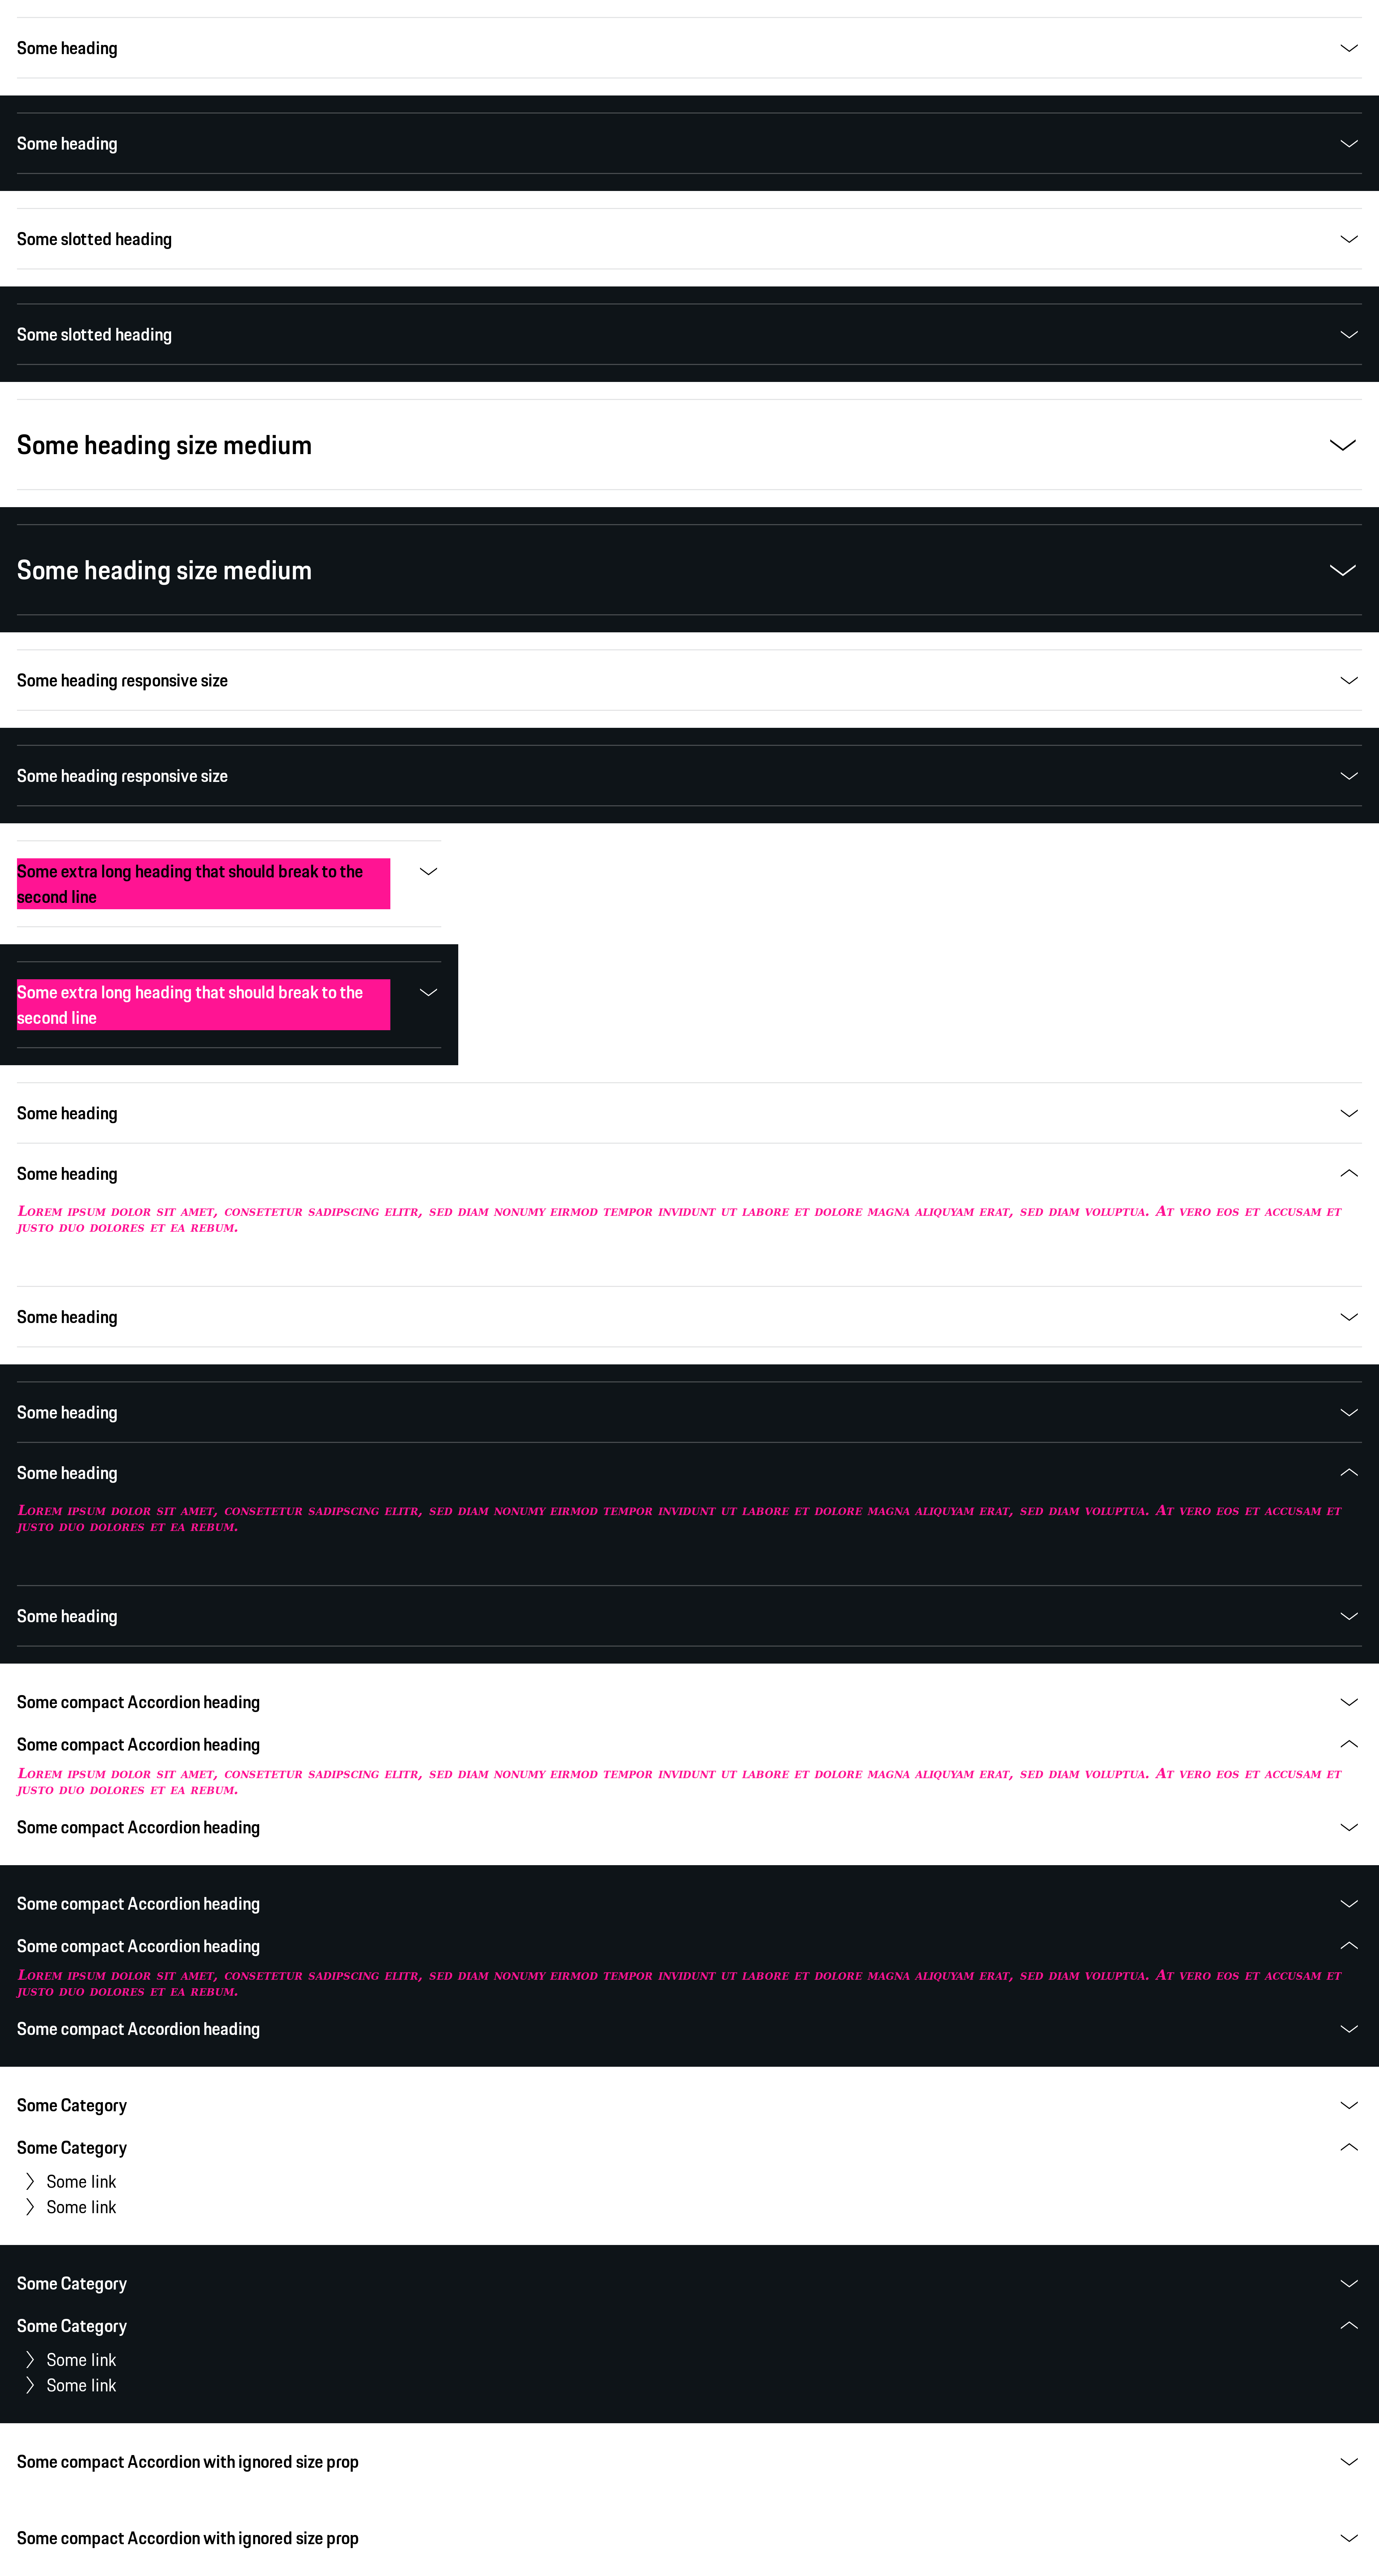 Some heading
Some heading
Some slotted heading
Some slotted heading
Some heading size medium
Some heading size medium
Some heading responsive size
Some heading responsive size
Some extra long heading that should break to the
second line
Some extra long heading that should break to the
second line
Some heading
Some heading
Lorem ipsum dolor sit amet, consetetur sadipscing elitr, sed diam nonumy eirmod tempor invidunt ut labore et dolore magna aliquyam erat, sed diam voluptua. At vero eos et accusam et
justo duo dolores et ea rebum.
Some heading
Some heading
Some heading
Lorem ipsum dolor sit amet, consetetur sadipscing elitr, sed diam nonumy eirmod tempor invidunt ut labore et dolore magna aliquyam erat, sed diam voluptua. At vero eos et accusam et
justo duo dolores et ea rebum.
Some heading
Some compact Accordion heading
Some compact Accordion heading
Lorem ipsum dolor sit amet, consetetur sadipscing elitr, sed diam nonumy eirmod tempor invidunt ut labore et dolore magna aliquyam erat, sed diam voluptua. At vero eos et accusam et
justo duo dolores et ea rebum.
Some compact Accordion heading
Some compact Accordion heading
Some compact Accordion heading
Lorem ipsum dolor sit amet, consetetur sadipscing elitr, sed diam nonumy eirmod tempor invidunt ut labore et dolore magna aliquyam erat, sed diam voluptua. At vero eos et accusam et
justo duo dolores et ea rebum.
Some compact Accordion heading
Some Category
Some Category
Some link
Some link
Some Category
Some Category
Some link
Some link
Some compact Accordion with ignored size prop
Some compact Accordion with ignored size prop